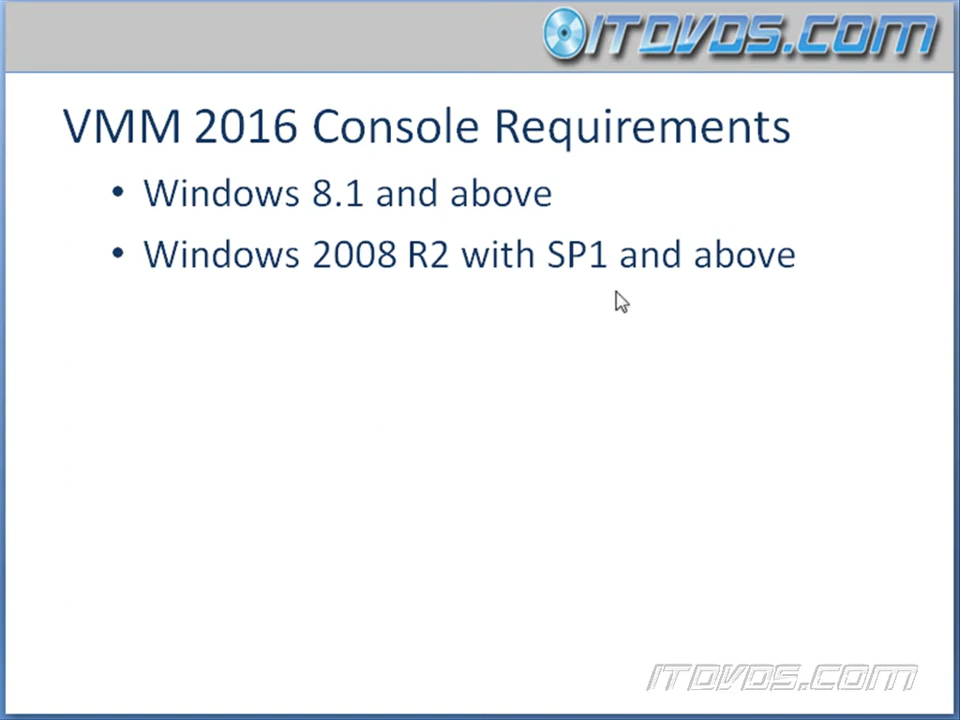 ITDVDS.COM
VMM 2016 Console Requirements
• Windows 8.1 and above
• Windows 2008 R2 with SP1 and above
ITDVDS.COM